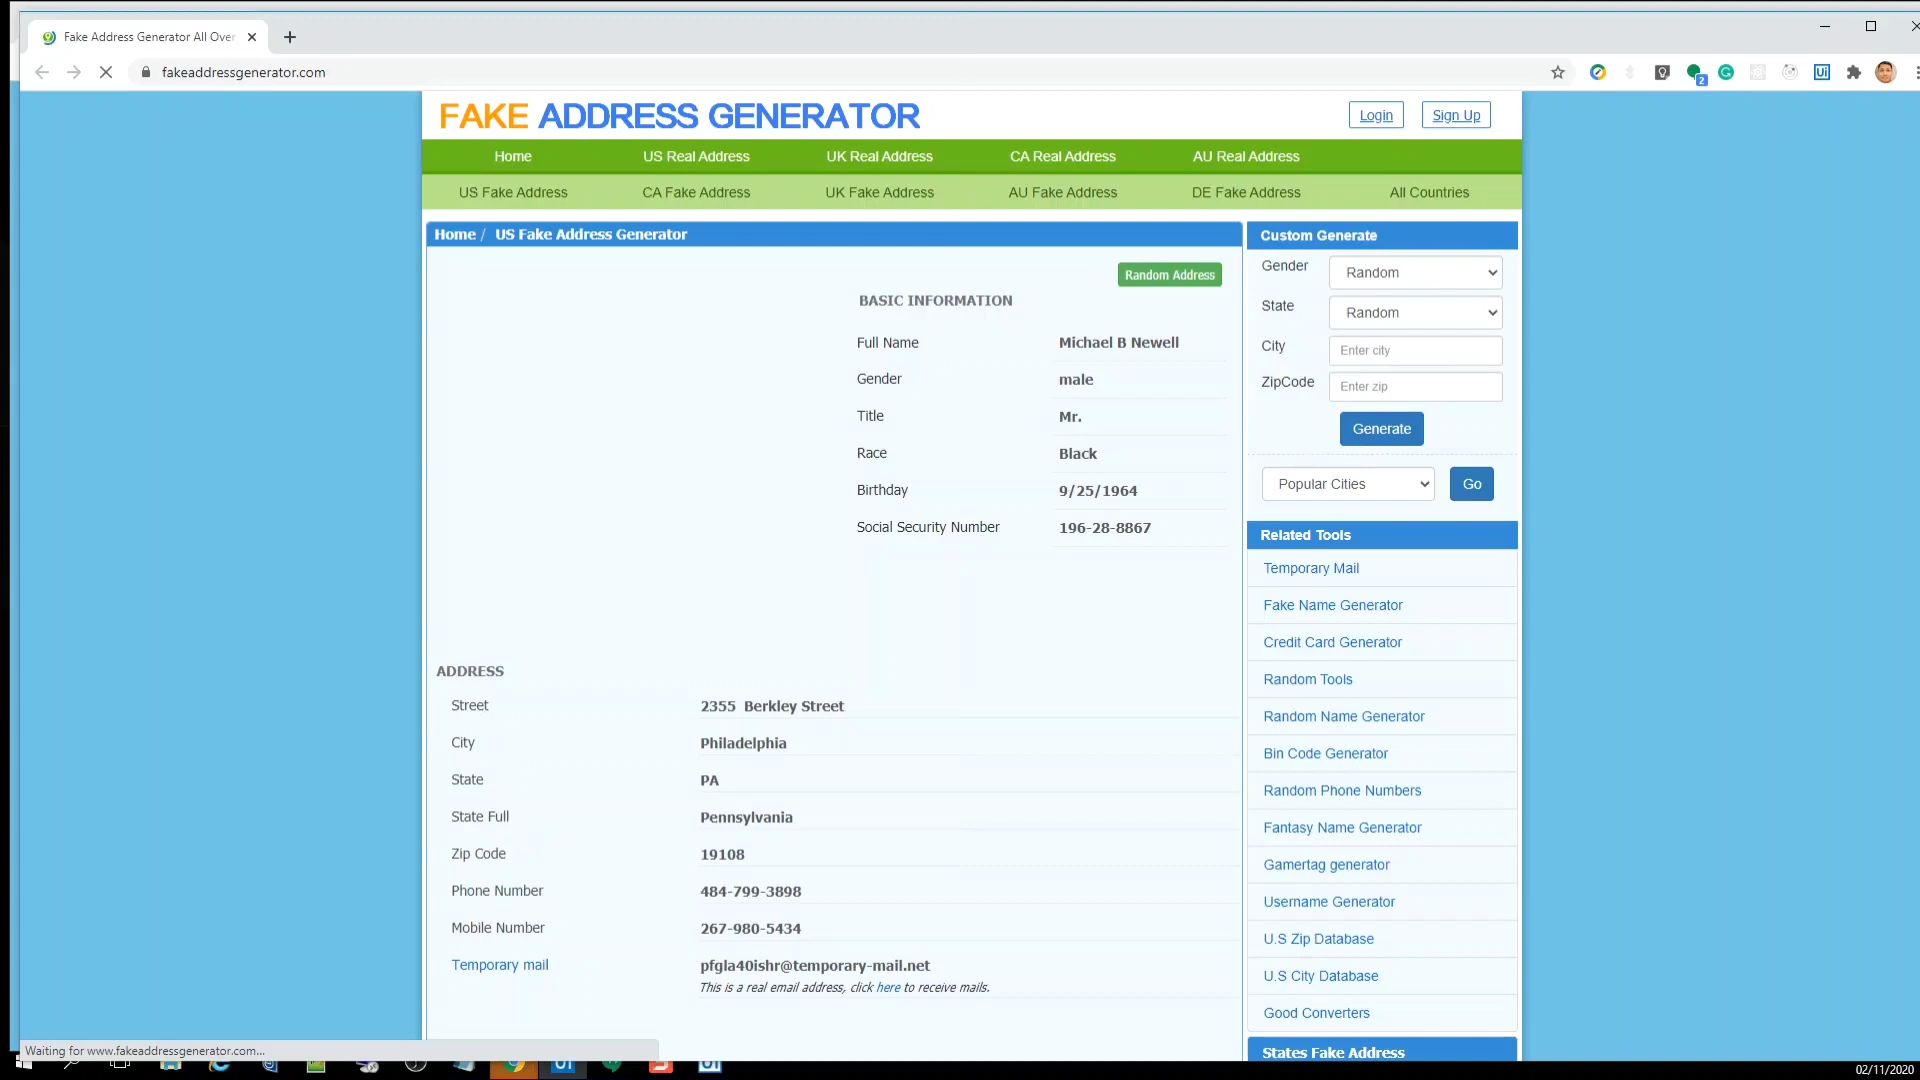 Fake Address Generator All Over
fakeaddressgenerator.com
2
Ui
FAKE ADDRESS GENERATOR
Login Sign Up
Home US Real Address UK Real Address CA Real Address AU Real Address
US Fake Address CA Fake Address UK Fake Address AU Fake Address DE Fake Address All Countries
Home / US Fake Address Generator
Random Address
BASIC INFORMATION
Full Name Michael B Newell
Gender male
Title Mr.
Race Black
Birthday 9/25/1964
Social Security Number 196-28-8867
ADDRESS
Street 2355 Berkley Street
City Philadelphia
State PA
State Full Pennsylvania
Zip Code 19108
Phone Number 484-799-3898
Mobile Number 267-980-5434
Temporary mail pfgla40ishr@temporary-mail.net
This is a real email address, click here to receive mails.
Custom Generate
Gender Random
State Random
City Enter city
ZipCode Enter zip
Generate
Popular Cities Go
Related Tools
Temporary Mail
Fake Name Generator
Credit Card Generator
Random Tools
Random Name Generator
Bin Code Generator
Random Phone Numbers
Fantasy Name Generator
Gamertag generator
Username Generator
U.S Zip Database
U.S City Database
Good Converters
States Fake Address
Waiting for www.fakeaddressgenerator.com...
02/11/2020